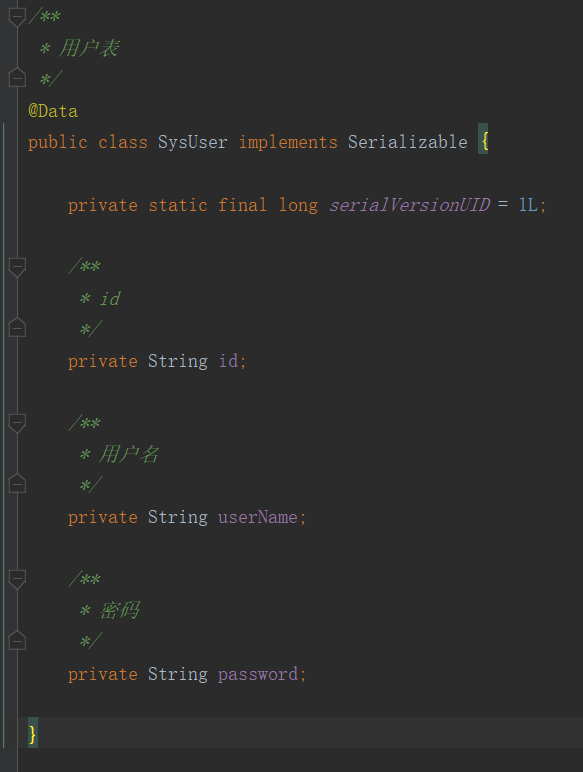 /**
 * 用户表
 */
@Data
public class SysUser implements Serializable {
    private static final long serialVersionUID = 1L;
    /**
     * id
     */
    private String id;
    /**
     * 用户名
     */
    private String userName;
    /**
     * 密码
     */
    private String password;
}